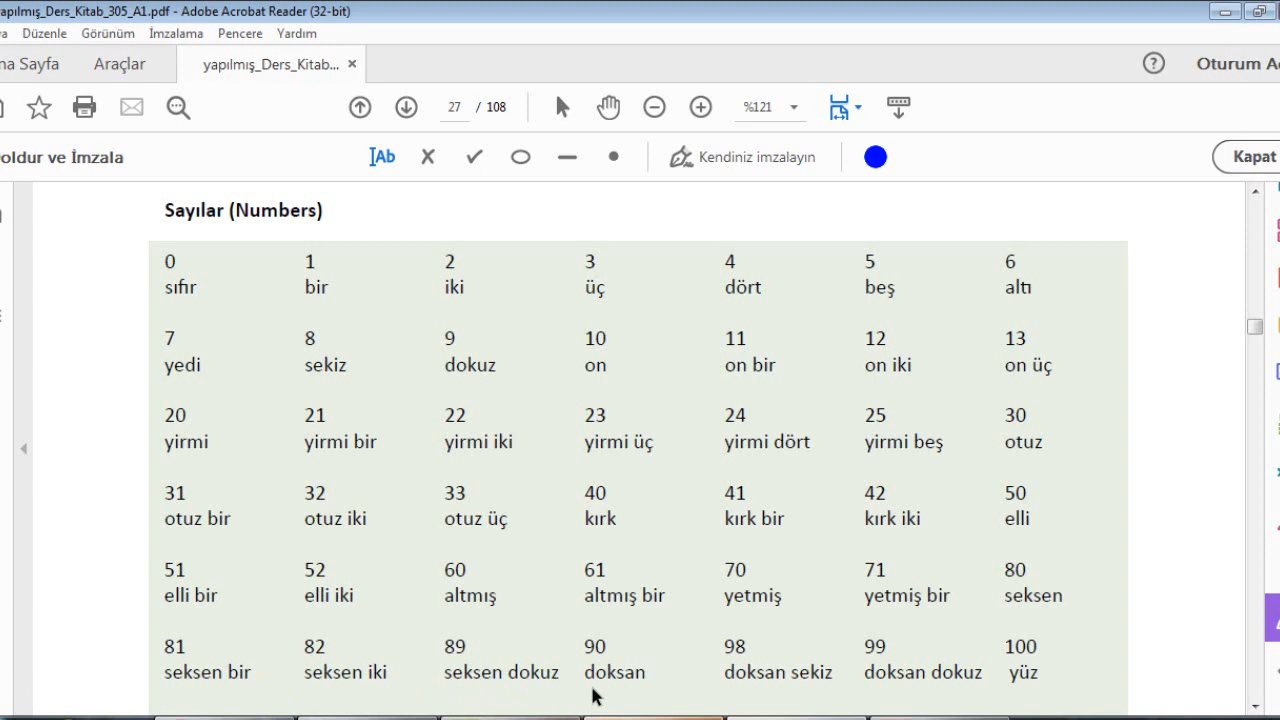 yapılmış_Ders_Kitab_305_A1.pdf - Adobe Acrobat Reader (32-bit)
Düzenle Görünüm İmzalama Pencere Yardım
Sayfa Araçlar yapılmış_Ders_Kitab... × ? Oturum
27 / 108 %121
oldur ve İmzala Ab Kendiniz imzalayın Kapat
Sayılar (Numbers)
0 1 2 3 4 5 6
sıfır bir iki üç dört beş altı
7 8 9 10 11 12 13
yedi sekiz dokuz on on bir on iki on üç
20 21 22 23 24 25 30
yirmi yirmi bir yirmi iki yirmi üç yirmi dört yirmi beş otuz
31 32 33 40 41 42 50
otuz bir otuz iki otuz üç kırk kırk bir kırk iki elli
51 52 60 61 70 71 80
elli bir elli iki altmış altmış bir yetmiş yetmiş bir seksen
81 82 89 90 98 99 100
seksen bir seksen iki seksen dokuz doksan doksan sekiz doksan dokuz yüz